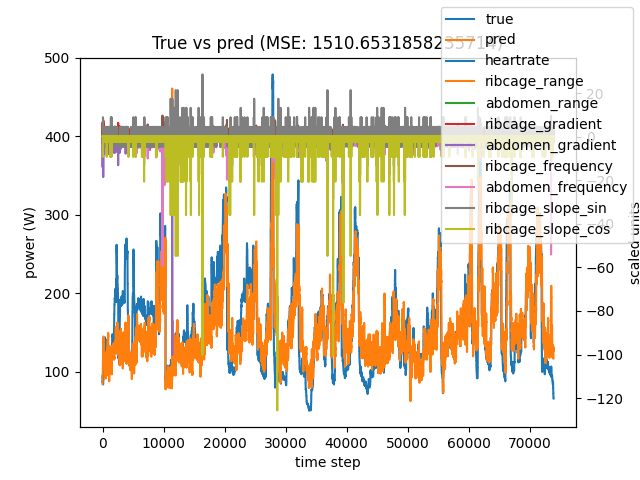 True vs pred (MSE: 1510.653185823571
true
pred
heartrate
ribcage_range
abdomen_range
ribcage_gradient
abdomen_gradient
ribcage_frequency
abdomen_frequency
ribcage_slope_sin
ribcage_slope_cos
500
400
300
200
100
power (W)
0
10000
20000
30000
40000
50000
60000
70000
time step
20
0
−20
−40
−60
−80
−100
−120
scaled units